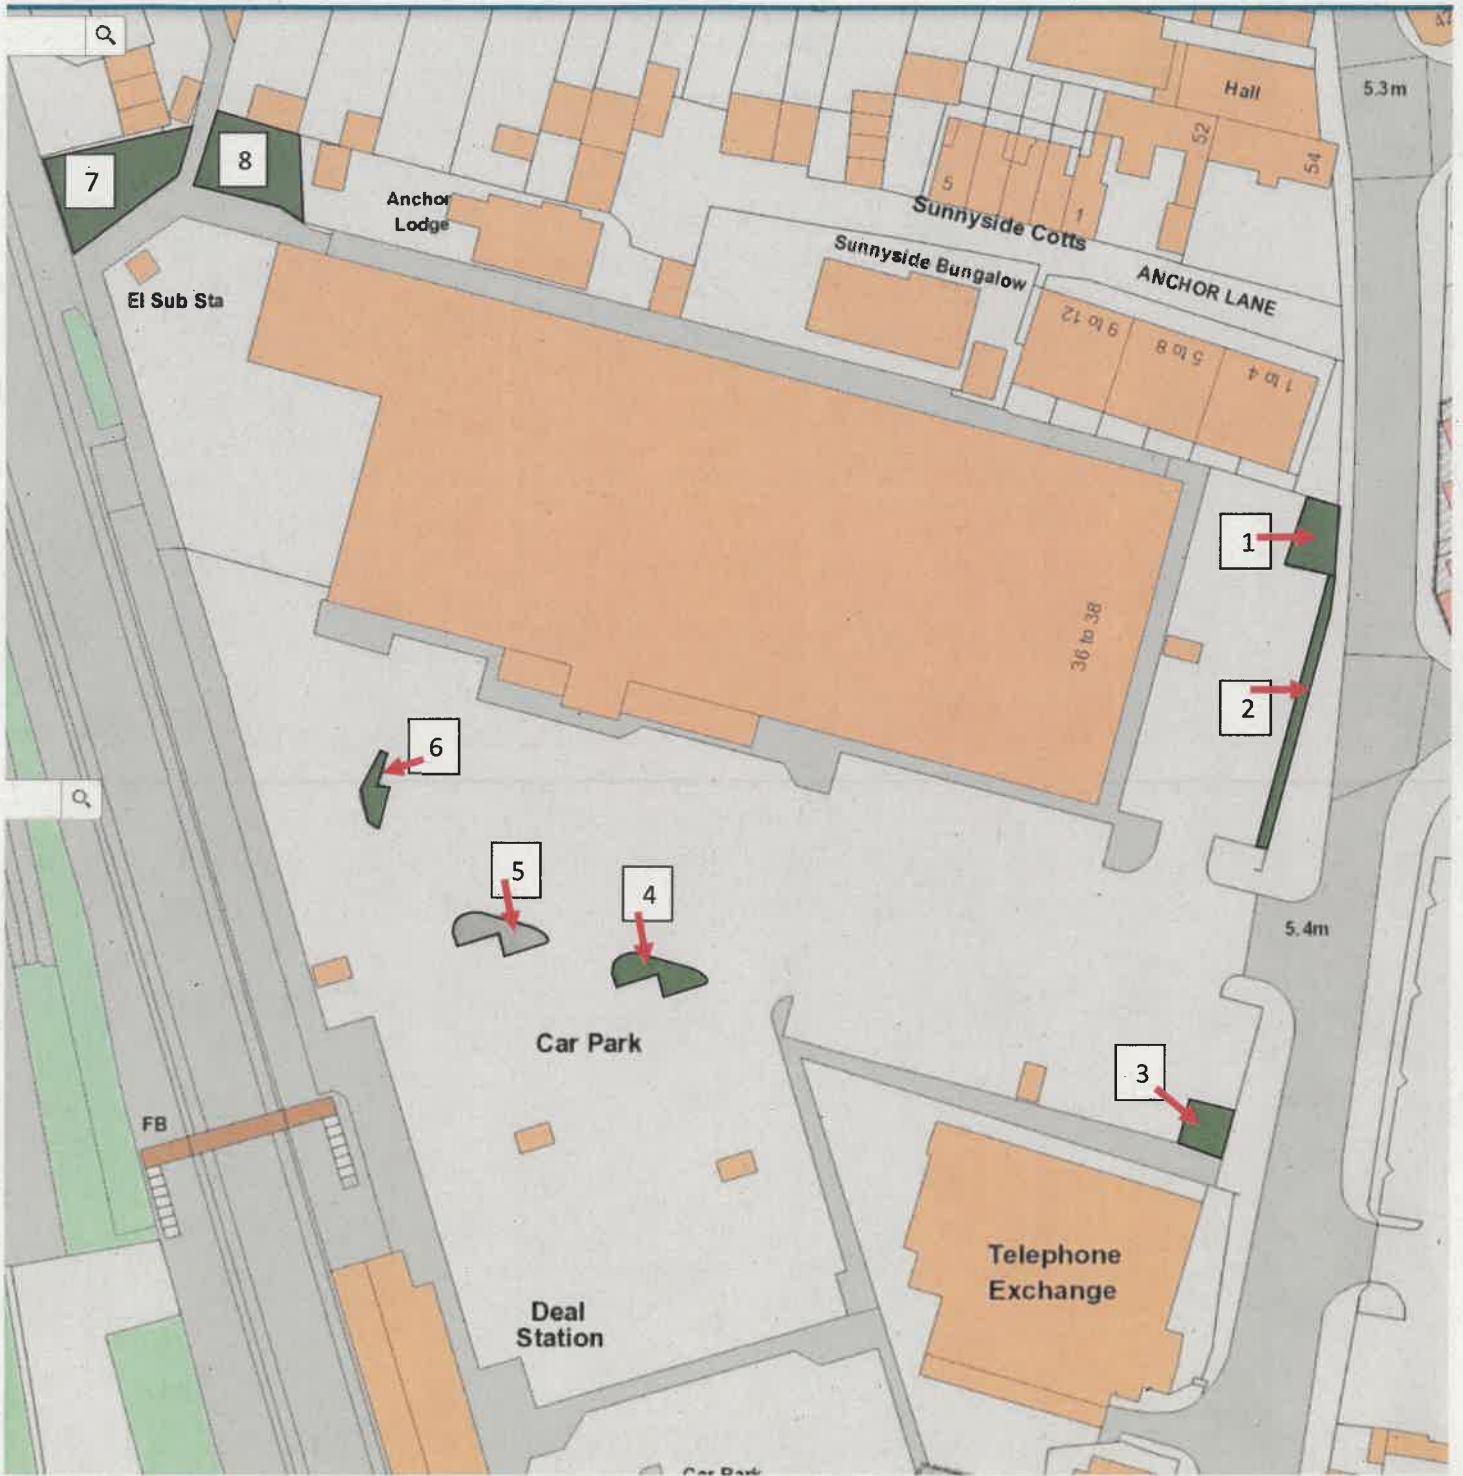 Hall
5.3m
52
54
7
8
Anchor
Lodge
5
1
Sunnyside Cotts
Sunnyside Bungalow
ANCHOR LANE
El Sub Sta
9 to 12
5 to 8
1 to 4
1
36 to 38
2
6
5
4
5.4m
Car Park
3
FB
Telephone
Exchange
Deal
Station
Car Park